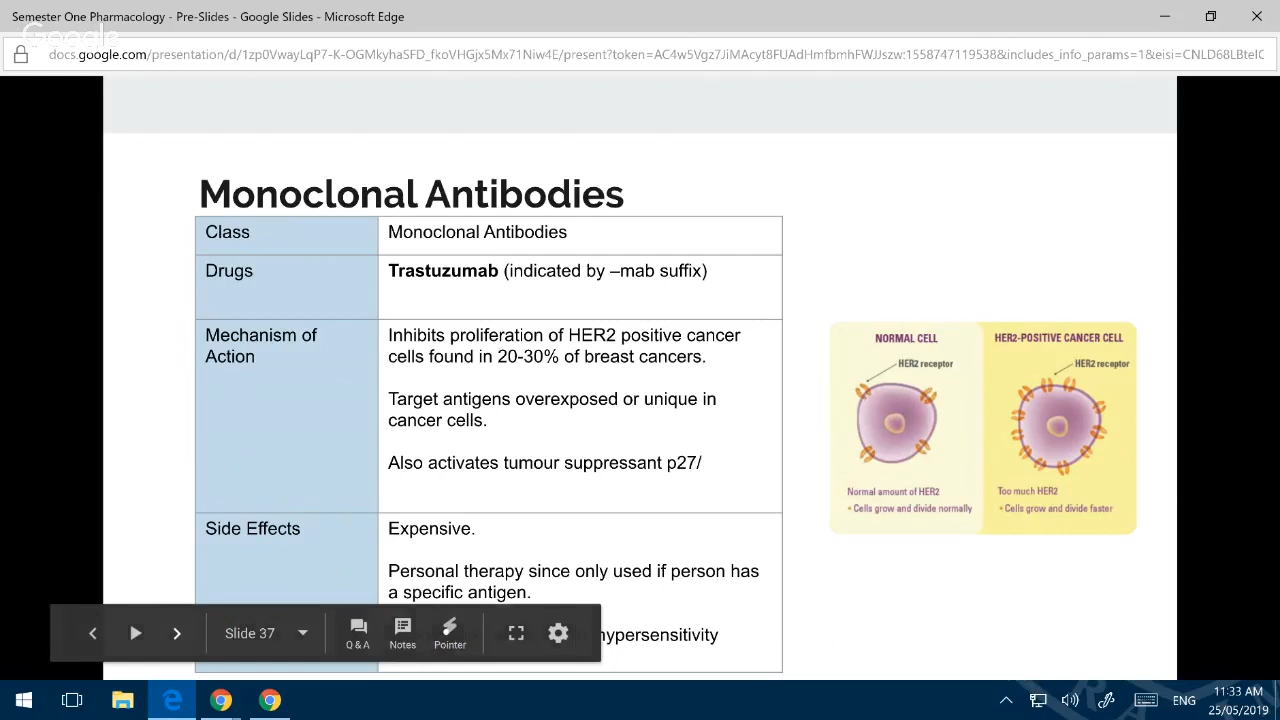 Semester One Pharmacology - Pre-Slides - Google Slides - Microsoft Edge
Google
docs.google.com/presentation/d/1zp0VwayLqP7-K-OGMkyhaSFD_fkoVHGjx5Mx71Niw4E/present?token=AC4w5Vgz7JiMAcyt8FUAdHmfbmhFWJJszw:1558747119538&includes_info_params=1&eisi=CNLD68LBteIC
Monoclonal Antibodies
Class
Monoclonal Antibodies
Drugs
Trastuzumab (indicated by –mab suffix)
Mechanism of
Action
Inhibits proliferation of HER2 positive cancer
cells found in 20-30% of breast cancers.
Target antigens overexposed or unique in
cancer cells.
Also activates tumour suppressant p27/
Side Effects
Expensive.
Personal therapy since only used if person has
a specific antigen.
hypersensitivity
NORMAL CELL
HER2 receptor
Normal amount of HER2
• Cells grow and divide normally
HER2-POSITIVE CANCER CELL
HER2 receptor
Too much HER2
• Cells grow and divide faster
Slide 37
Q & A
Notes
Pointer
ENG
11:33 AM
25/05/2019